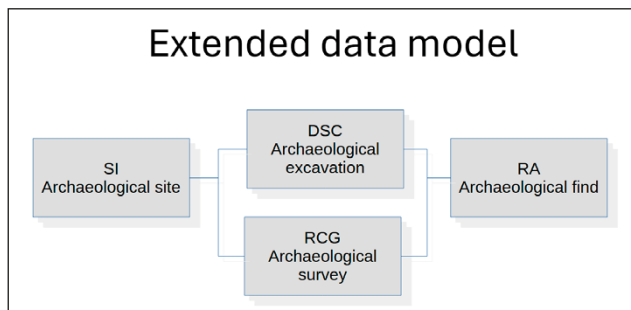 Extended data model
SI
Archaeological site
DSC
Archaeological
excavation
RCG
Archaeological
survey
RA
Archaeological find